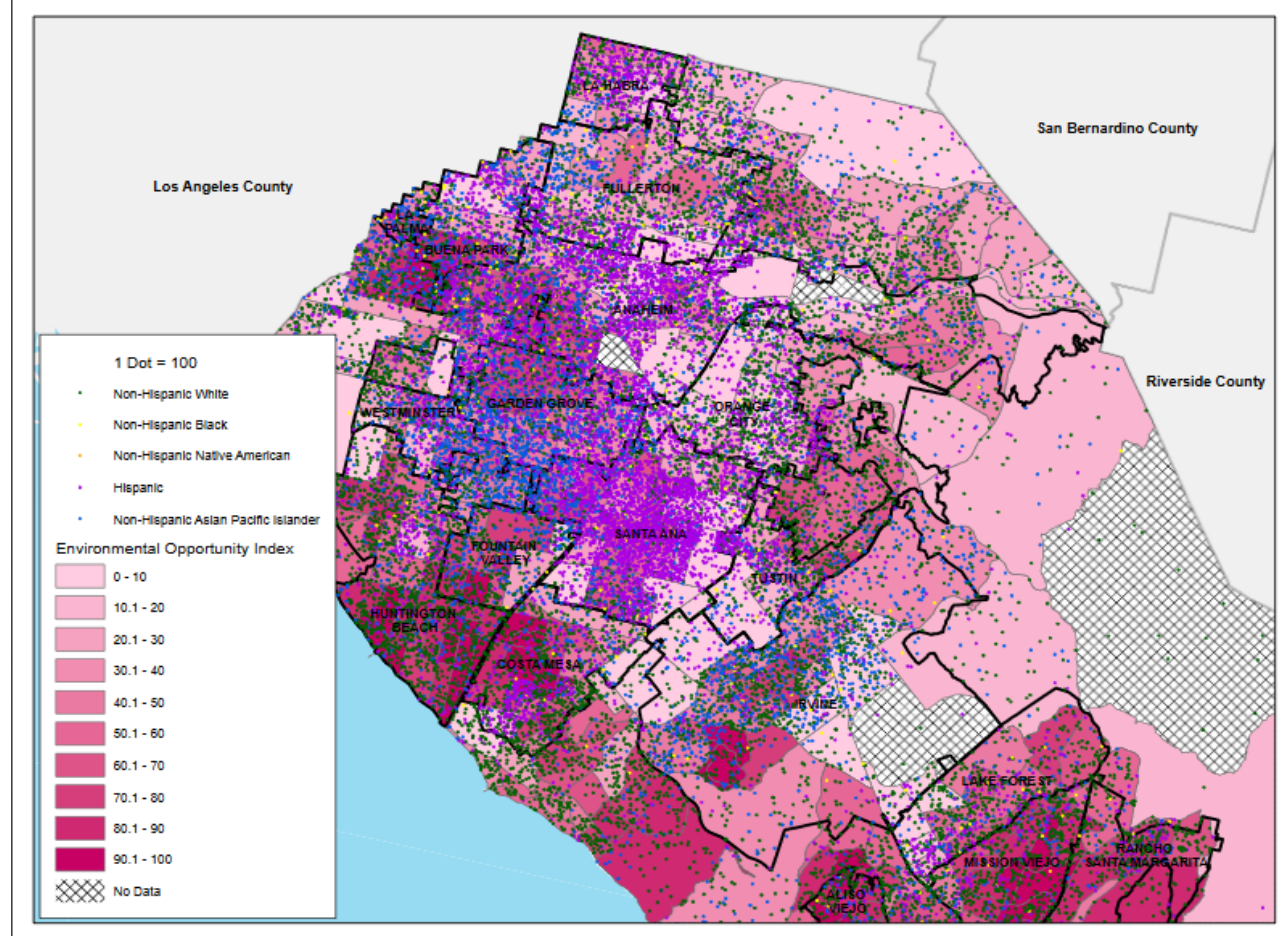 San Bernardino County
Los Angeles County
Riverside County
LA HABRA
FULLERTON
PALMA
BUENA PARK
ANAHEIM
GARDEN GROVE
WESTMINSTER
ORANGE
CITY
SANTA ANA
FOUNTAIN
VALLEY
TUSTIN
HUNTINGTON
BEACH
COSTA MESA
IRVINE
LAKE FOREST
MISSION VIEJO
RANCHO
SANTA MARGARITA
ALISO
VIEJO
1 Dot = 100
Non-Hispanic White
Non-Hispanic Black
Non-Hispanic Native American
Hispanic
Non-Hispanic Asian Pacific Islander
Environmental Opportunity Index
0 - 10
10.1 - 20
20.1 - 30
30.1 - 40
40.1 - 50
50.1 - 60
60.1 - 70
70.1 - 80
80.1 - 90
90.1 - 100
No Data